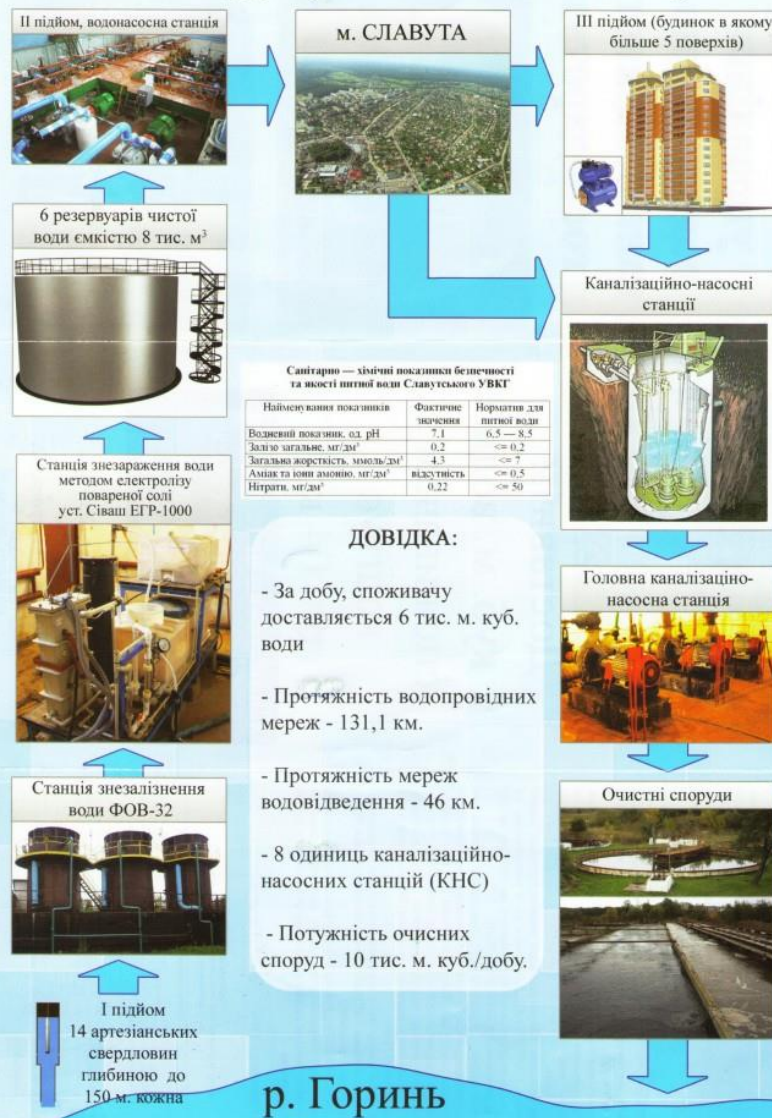 ІІ підйом, водонасосна станція
м. СЛАВУТА
ІІІ підйом (будинок в якому
більше 5 поверхів)
6 резервуарів чистої
води ємкістю 8 тис. м³
Каналізаційно-насосні
станції
Санітарно — хімічні показники безпечності
та якості питної води Славутського УВКГ
Найменування показників Фактичне значення Норматив для питної води
Водневий показник, од. рН 7,1 6,5 — 8,5
Залізо загальне, мг/дм³ 0,2 <= 0,2
Загальна жорсткість, ммоль/дм³ 4,3 <= 7
Аміак та іони амонію, мг/дм³ відсутність <= 0,5
Нітрати, мг/дм³ 0,22 <= 50
Станція знезараження води
методом електролізу
повареної солі
уст. Сіваш ЕГР-1000
ДОВІДКА:
- За добу, споживачу
доставляється 6 тис. м. куб.
води
- Протяжність водопровідних
мереж - 131,1 км.
- Протяжність мереж
водовідведення - 46 км.
- 8 одиниць каналізаційно-
насосних станцій (КНС)
- Потужність очисних
споруд - 10 тис. м. куб./добу.
Головна каналізаціно-
насосна станція
Станція знезалізнення
води ФОВ-32
Очистні споруди
І підйом
14 артезіанських
свердловин
глибиною до
150 м. кожна
р. Горинь